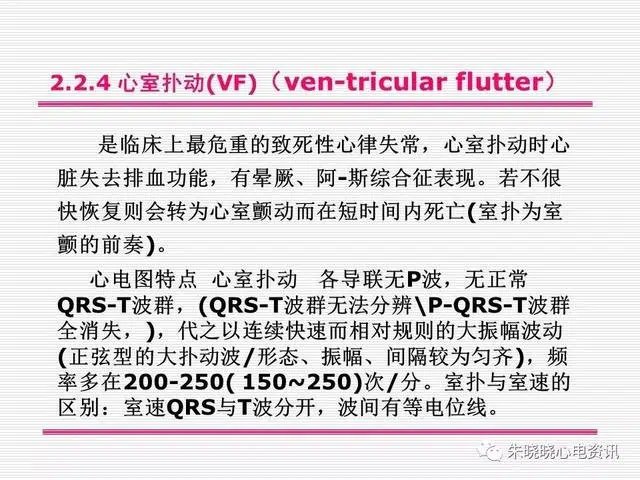 2.2.4 心室扑动(VF)（ven-tricular flutter）
是临床上最危重的致死性心律失常，心室扑动时心
脏失去排血功能，有晕厥、阿-斯综合征表现。若不很
快恢复则会转为心室颤动而在短时间内死亡(室扑为室
颤的前奏)。
心电图特点 心室扑动 各导联无P波，无正常
QRS-T波群，(QRS-T波群无法分辨\P-QRS-T波群
全消失，)，代之以连续快速而相对规则的大振幅波动
(正弦型的大扑动波/形态、振幅、间隔较为匀齐)，频
率多在200-250( 150~250)次/分。室扑与室速的
区别：室速QRS与T波分开，波间有等电位线。
朱晓晓心电资讯